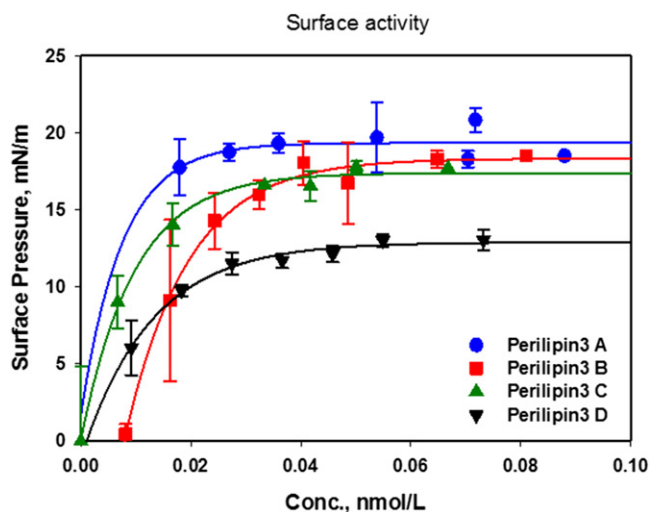 Surface activity
Surface Pressure, mN/m
25
20
15
10
5
0
Perilipin3 A
Perilipin3 B
Perilipin3 C
Perilipin3 D
0.00 0.02 0.04 0.06 0.08 0.10
Conc., nmol/L